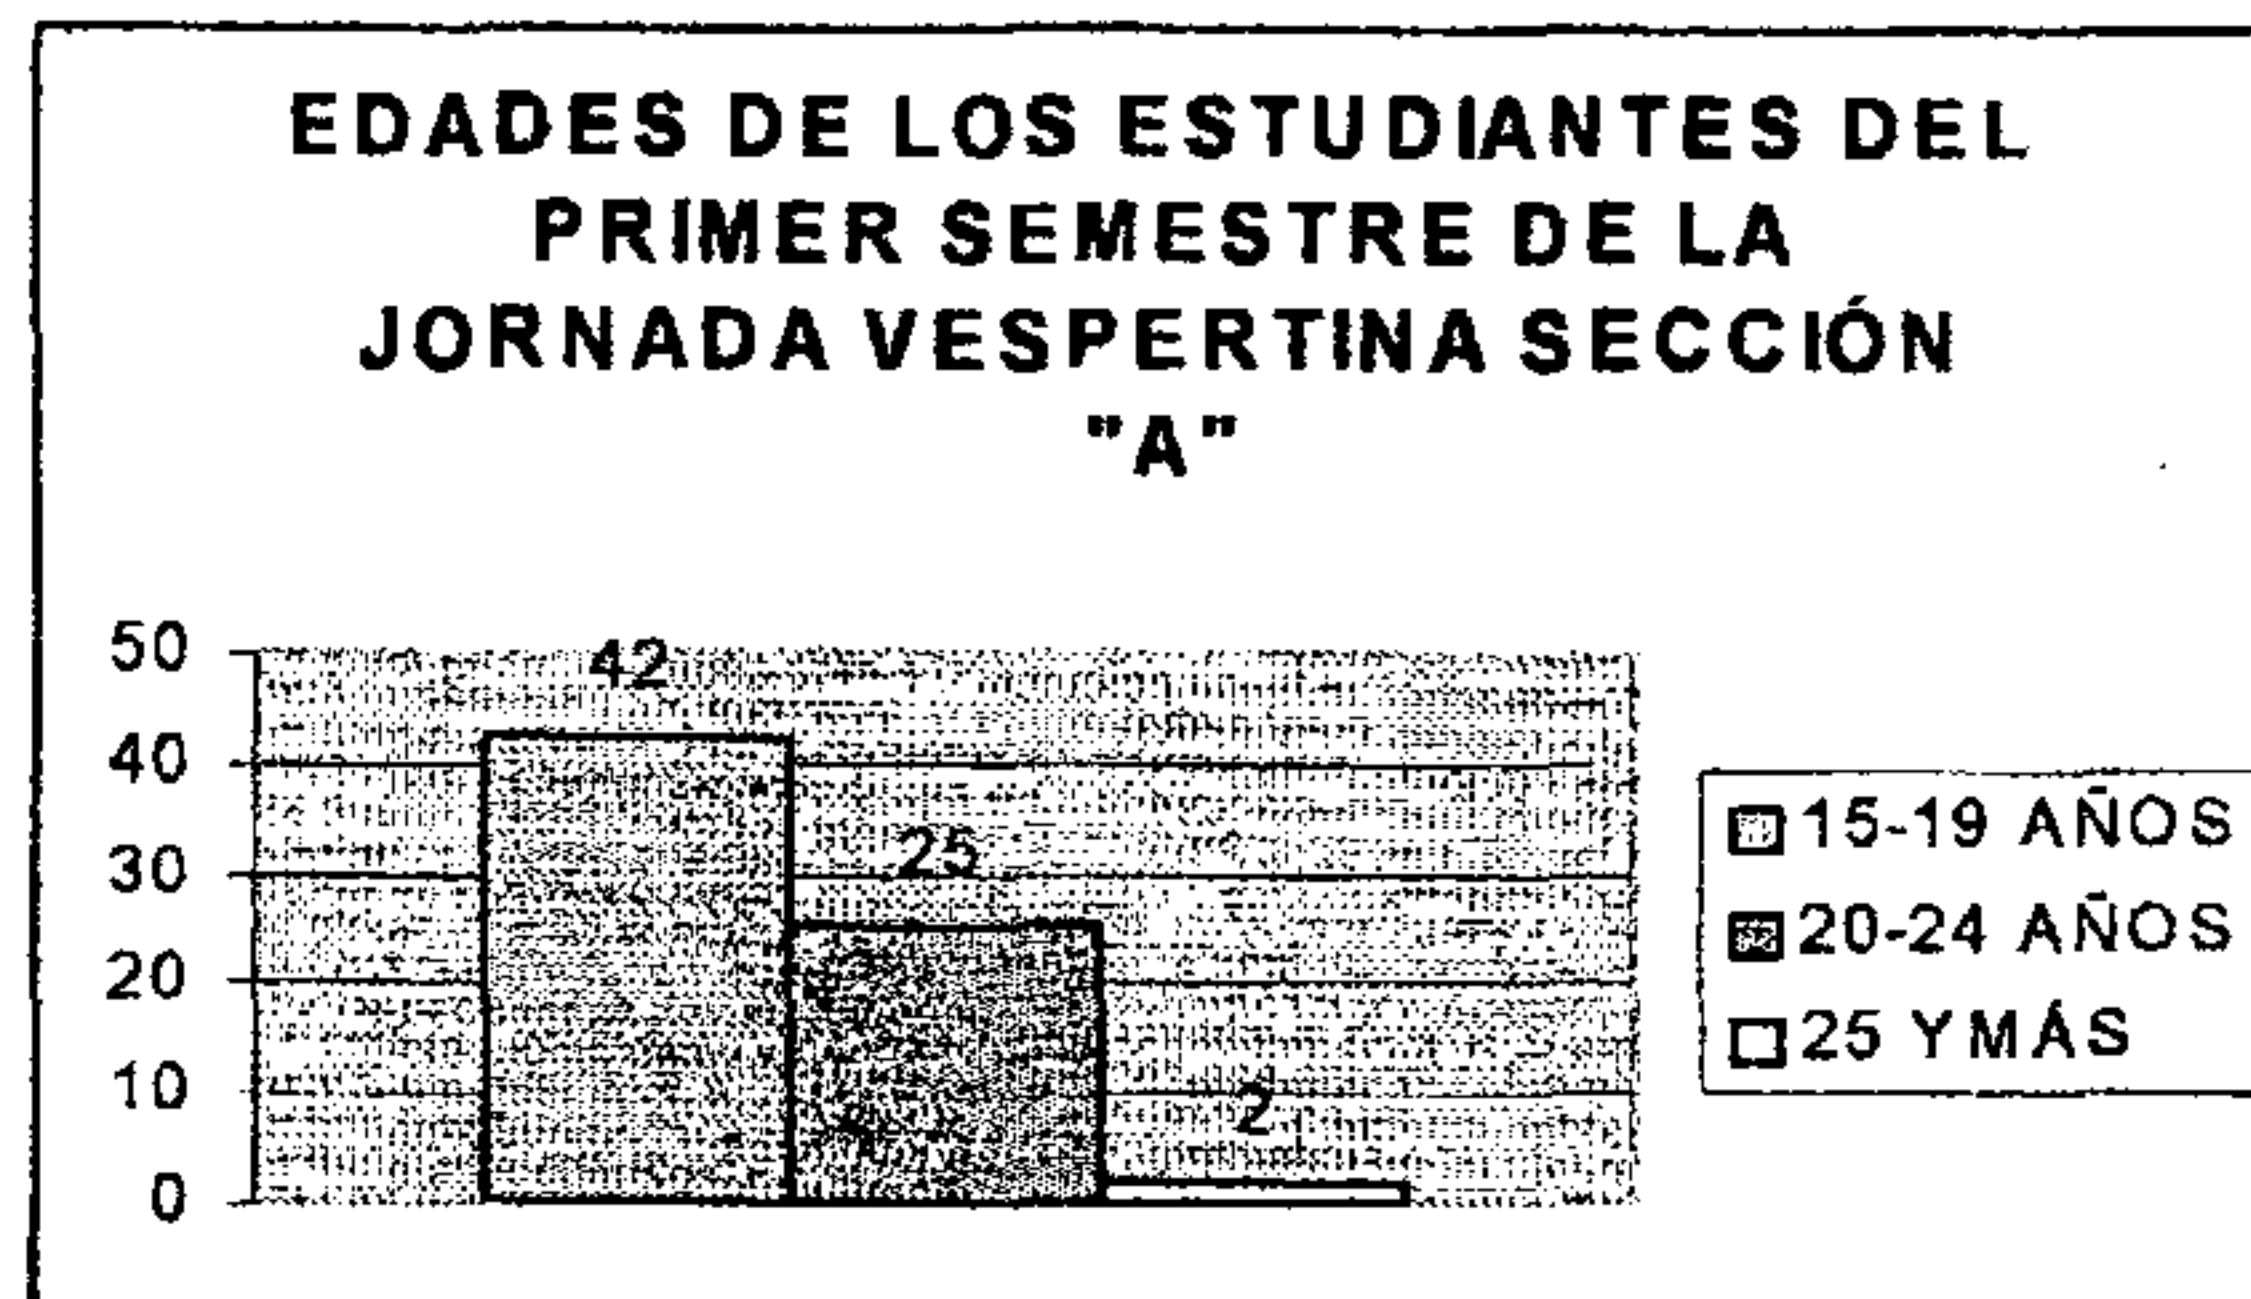 EDADES DE LOS ESTUDIANTES DEL
PRIMER SEMESTRE DE LA
JORNADA VESPERTINA SECCIÓN
"A"
50
40
30
20
10
0
42
25
2
15-19 AÑOS
20-24 AÑOS
25 Y MÁS